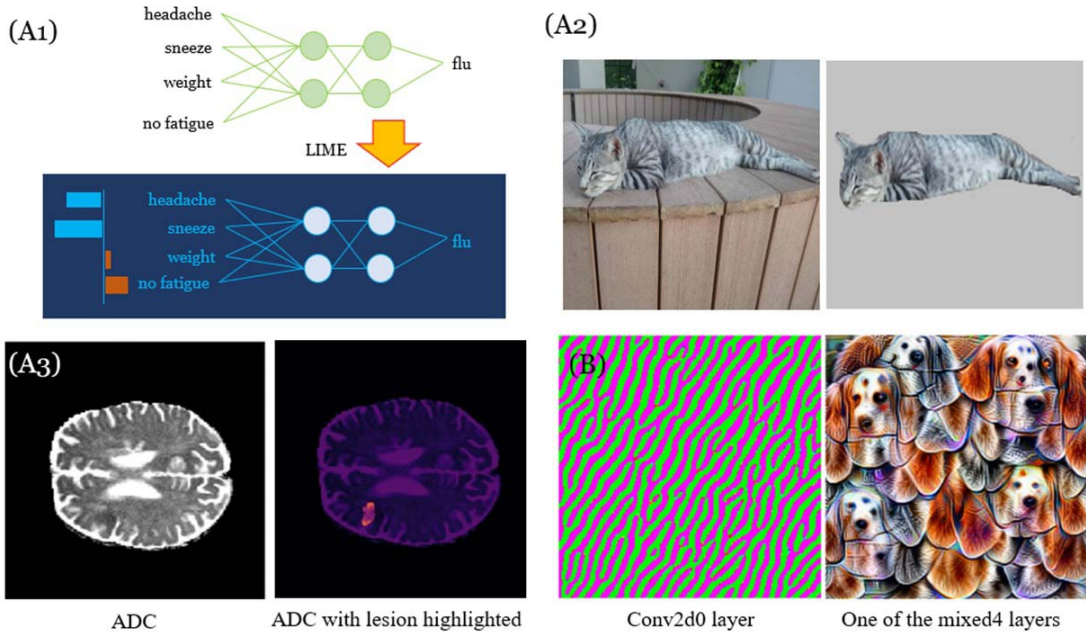 (A1)
headache
sneeze
weight
no fatigue
flu
LIME
headache
sneeze
weight
no fatigue
flu
(A2)
(A3)
ADC
ADC with lesion highlighted
(B)
Conv2d0 layer
One of the mixed4 layers